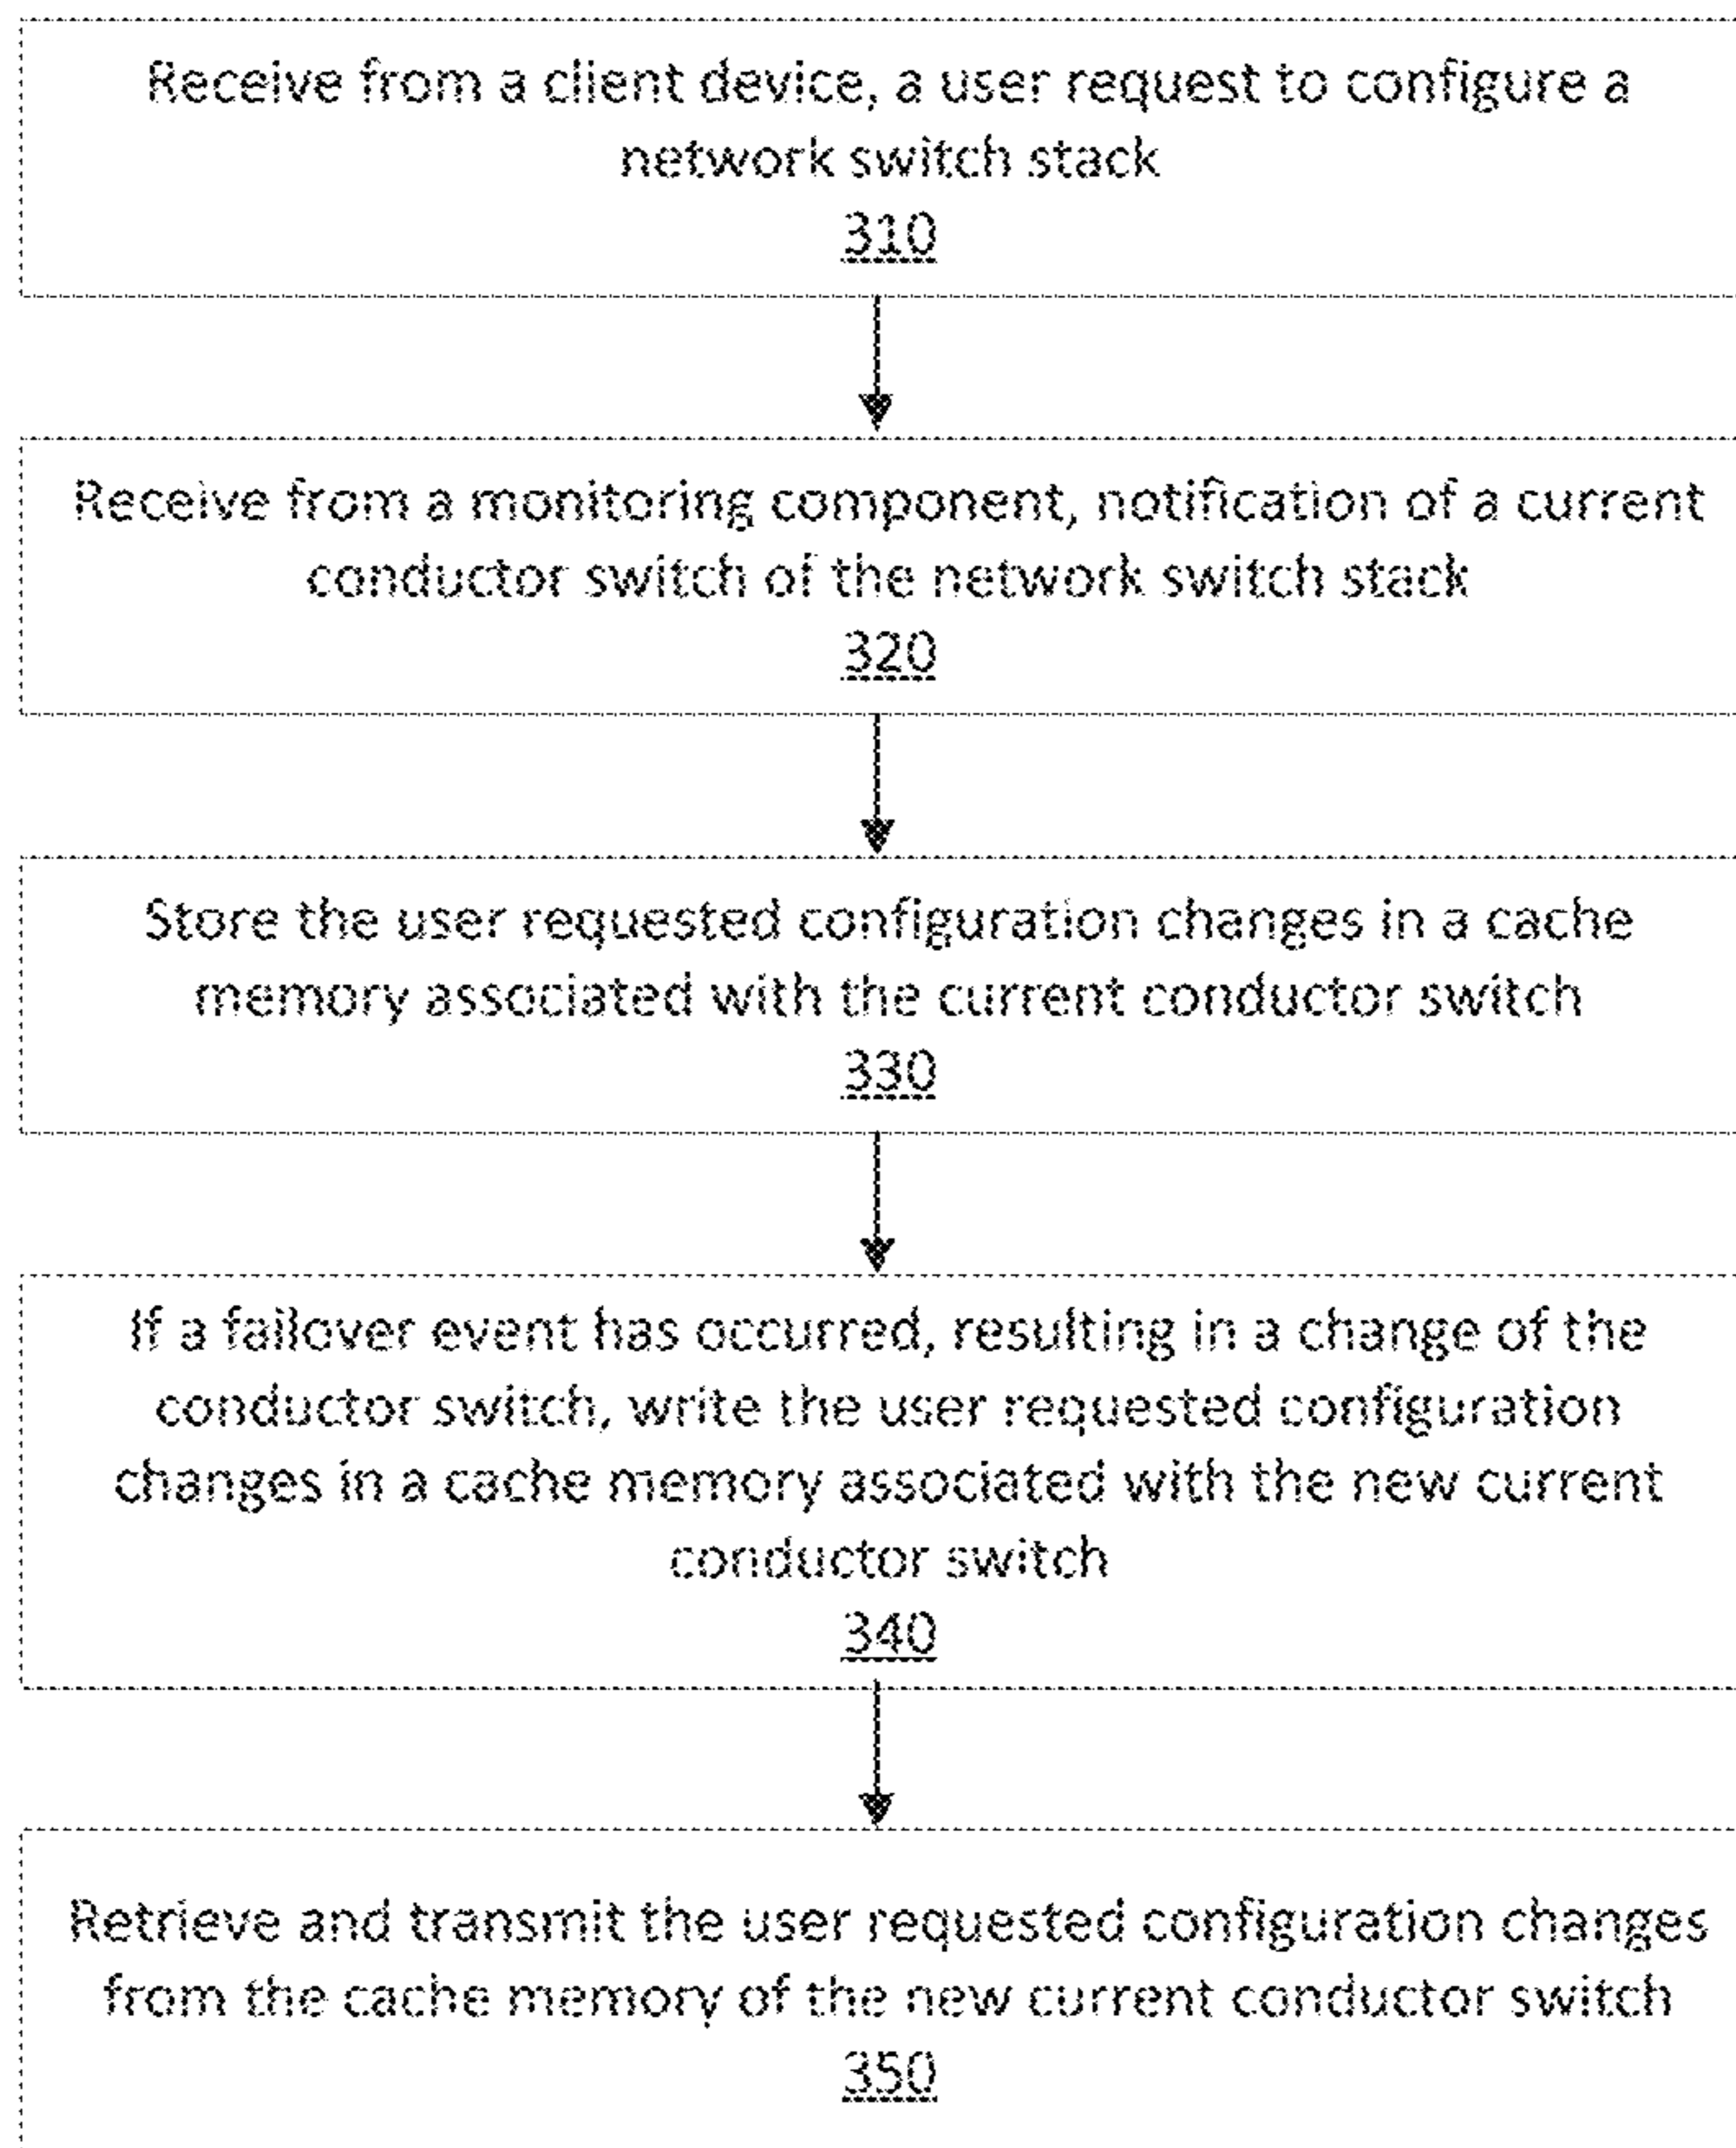 Receive from a client device, a user request to configure a
network switch stack
310
Receive from a monitoring component, notification of a current
conductor switch of the network switch stack
320
Store the user requested configuration changes in a cache
memory associated with the current conductor switch
330
If a failover event has occurred, resulting in a change of the
conductor switch, write the user requested configuration
changes in a cache memory associated with the new current
conductor switch
340
Retrieve and transmit the user requested configuration changes
from the cache memory of the new current conductor switch
350